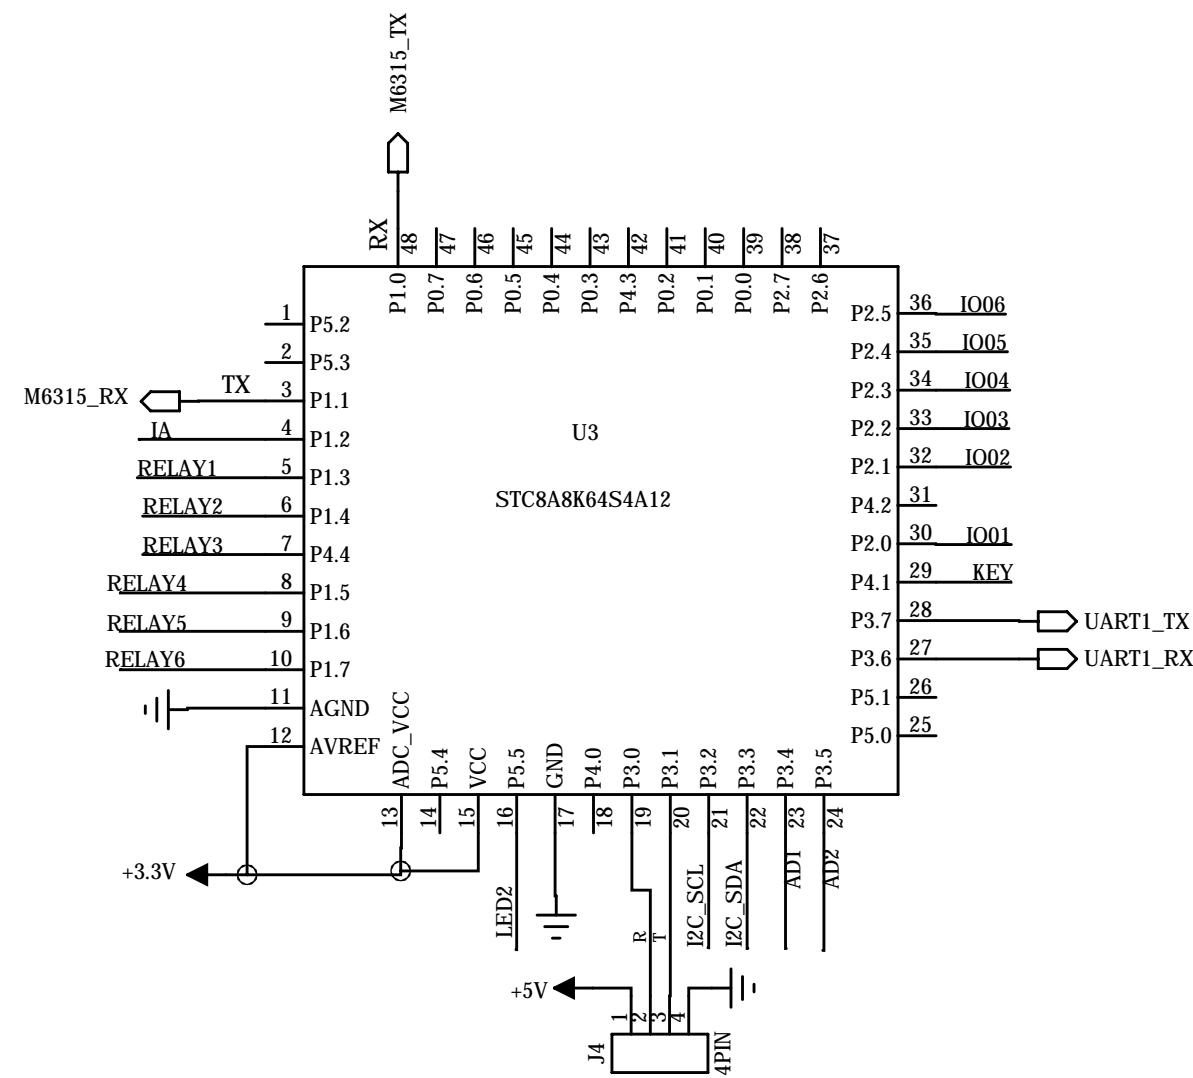 M6315_TX
RX
48 47 46 45 44 43 42 41 40 39 38 37
P1.0 P0.7 P0.6 P0.5 P0.4 P0.3 P4.3 P0.2 P0.1 P0.0 P2.7 P2.6
1 P5.2
2 P5.3
M6315_RX TX 3 P1.1
IA 4 P1.2
RELAY1 5 P1.3
RELAY2 6 P1.4
RELAY3 7 P4.4
RELAY4 8 P1.5
RELAY5 9 P1.6
RELAY6 10 P1.7
11 AGND
12 AVREF
U3
STC8A8K64S4A12
P2.5 36 IO06
P2.4 35 IO05
P2.3 34 IO04
P2.2 33 IO03
P2.1 32 IO02
P4.2 31
P2.0 30 IO01
P4.1 29 KEY
P3.7 28 UART1_TX
P3.6 27 UART1_RX
P5.1 26
P5.0 25
ADC_VCC P5.4 VCC P5.5 GND P4.0 P3.0 P3.1 P3.2 P3.3 P3.4 P3.5
13 14 15 16 17 18 19 20 21 22 23 24
+3.3V
LED2
R
T
I2C_SCL
I2C_SDA
AD1
AD2
+5V
1 2 3 4
J4
4PIN